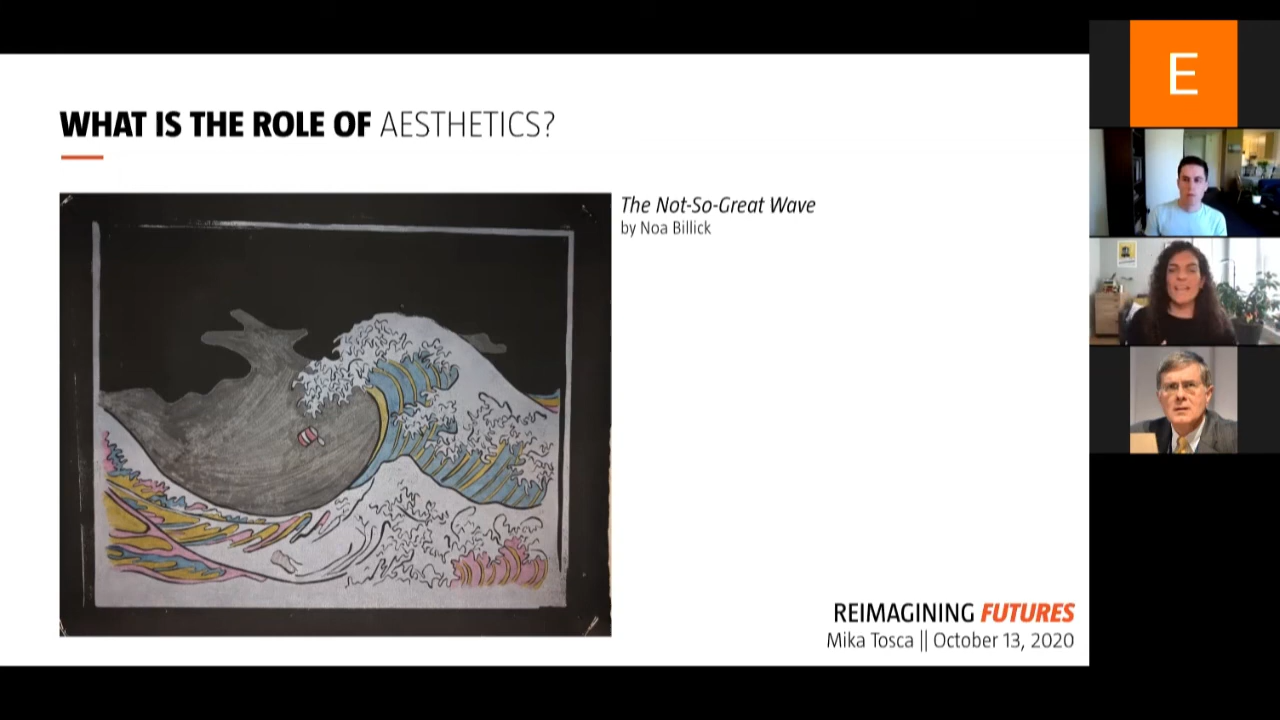 WHAT IS THE ROLE OF AESTHETICS?
The Not-So-Great Wave
by Noa Billick
REIMAGINING FUTURES
Mika Tosca || October 13, 2020
E